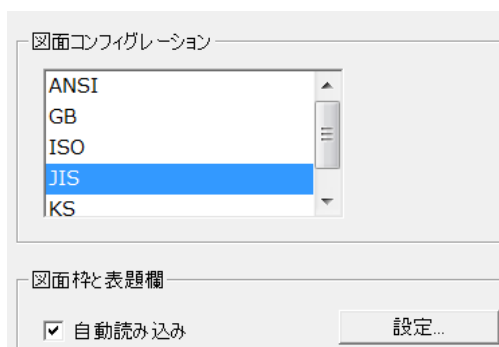 図面コンフィグレーション
ANSI
GB
ISO
JIS
KS
図面枠と表題欄
自動読み込み
設定...